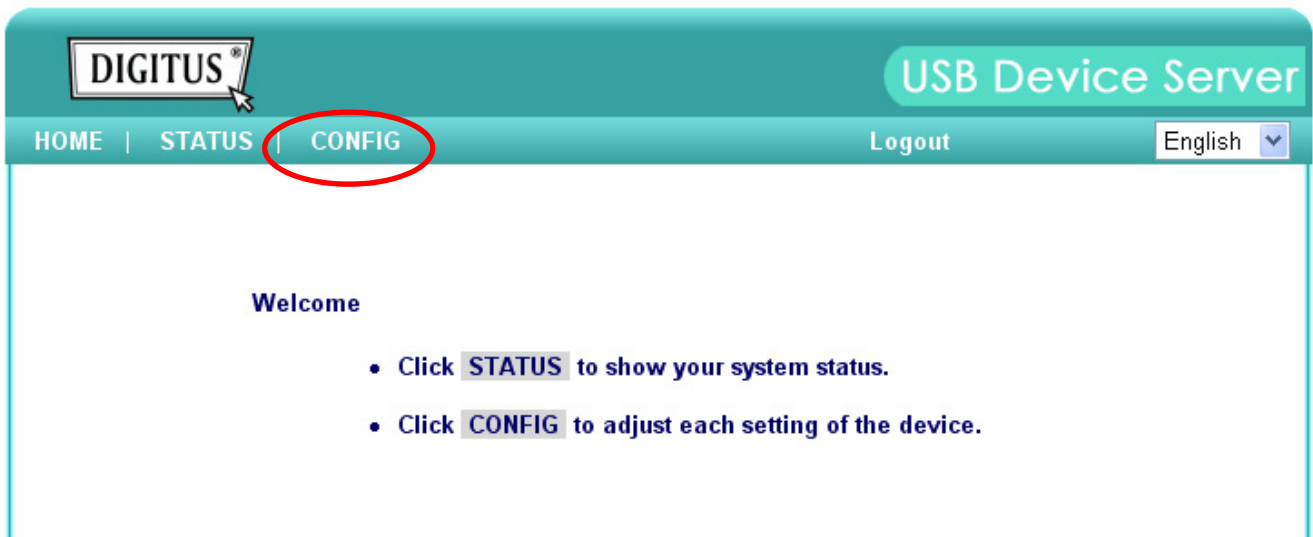 DIGITUS®
USB Device Server
HOME | STATUS | CONFIG Logout English
Welcome
• Click STATUS to show your system status.
• Click CONFIG to adjust each setting of the device.